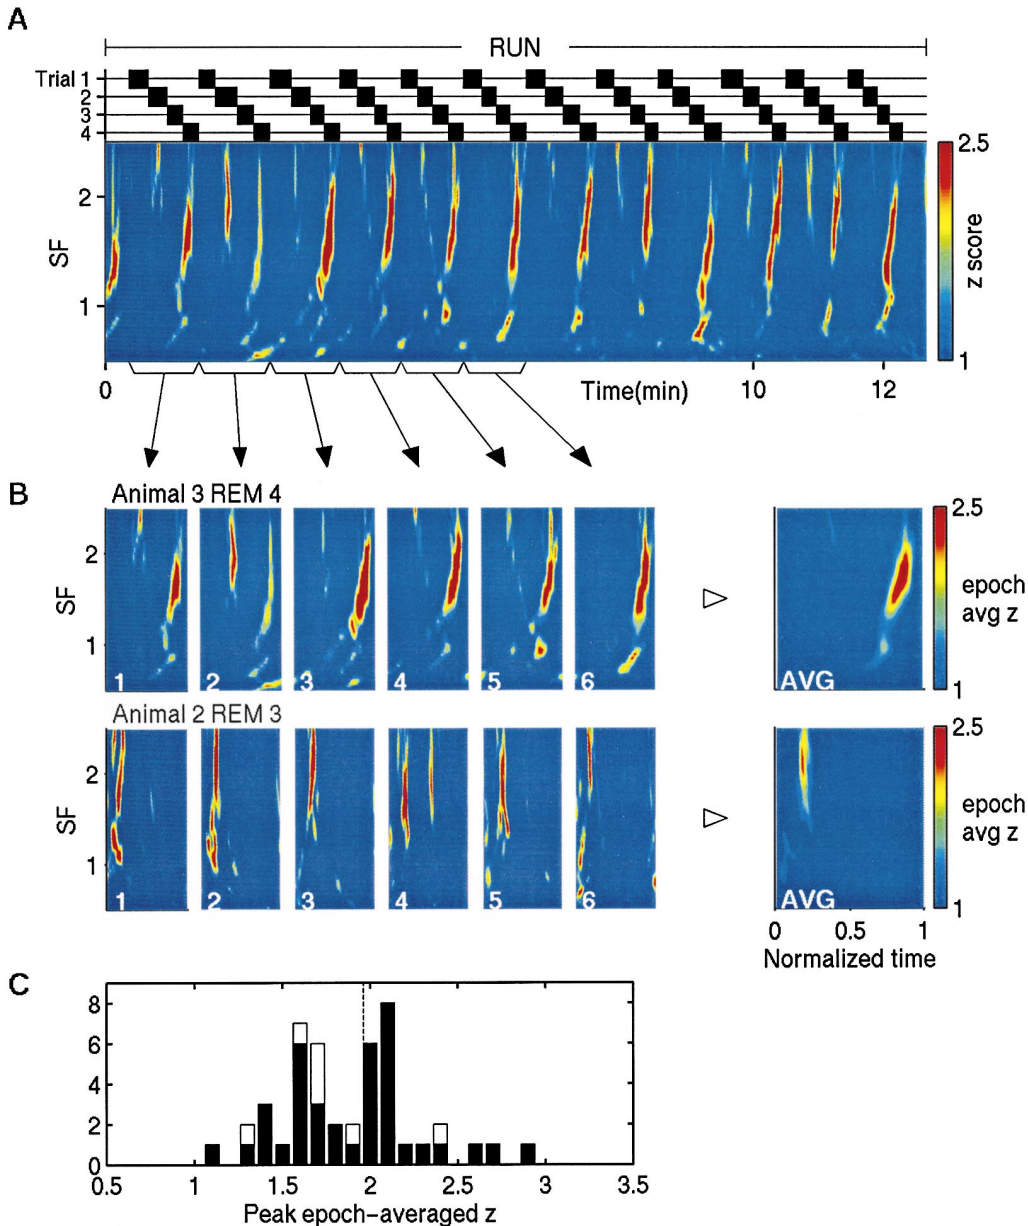 A
RUN
Trial 1
2
3
4
2
1
SF
2.5
z score
1
0 Time(min) 10 12
B
Animal 3 REM 4
2
1
SF
1 2 3 4 5 6 AVG
2.5
epoch
avg z
1
Animal 2 REM 3
2
1
SF
1 2 3 4 5 6 AVG
2.5
epoch
avg z
1
0 0.5 1
Normalized time
C
8
6
4
2
0
0.5 1 1.5 2 2.5 3 3.5
Peak epoch-averaged z